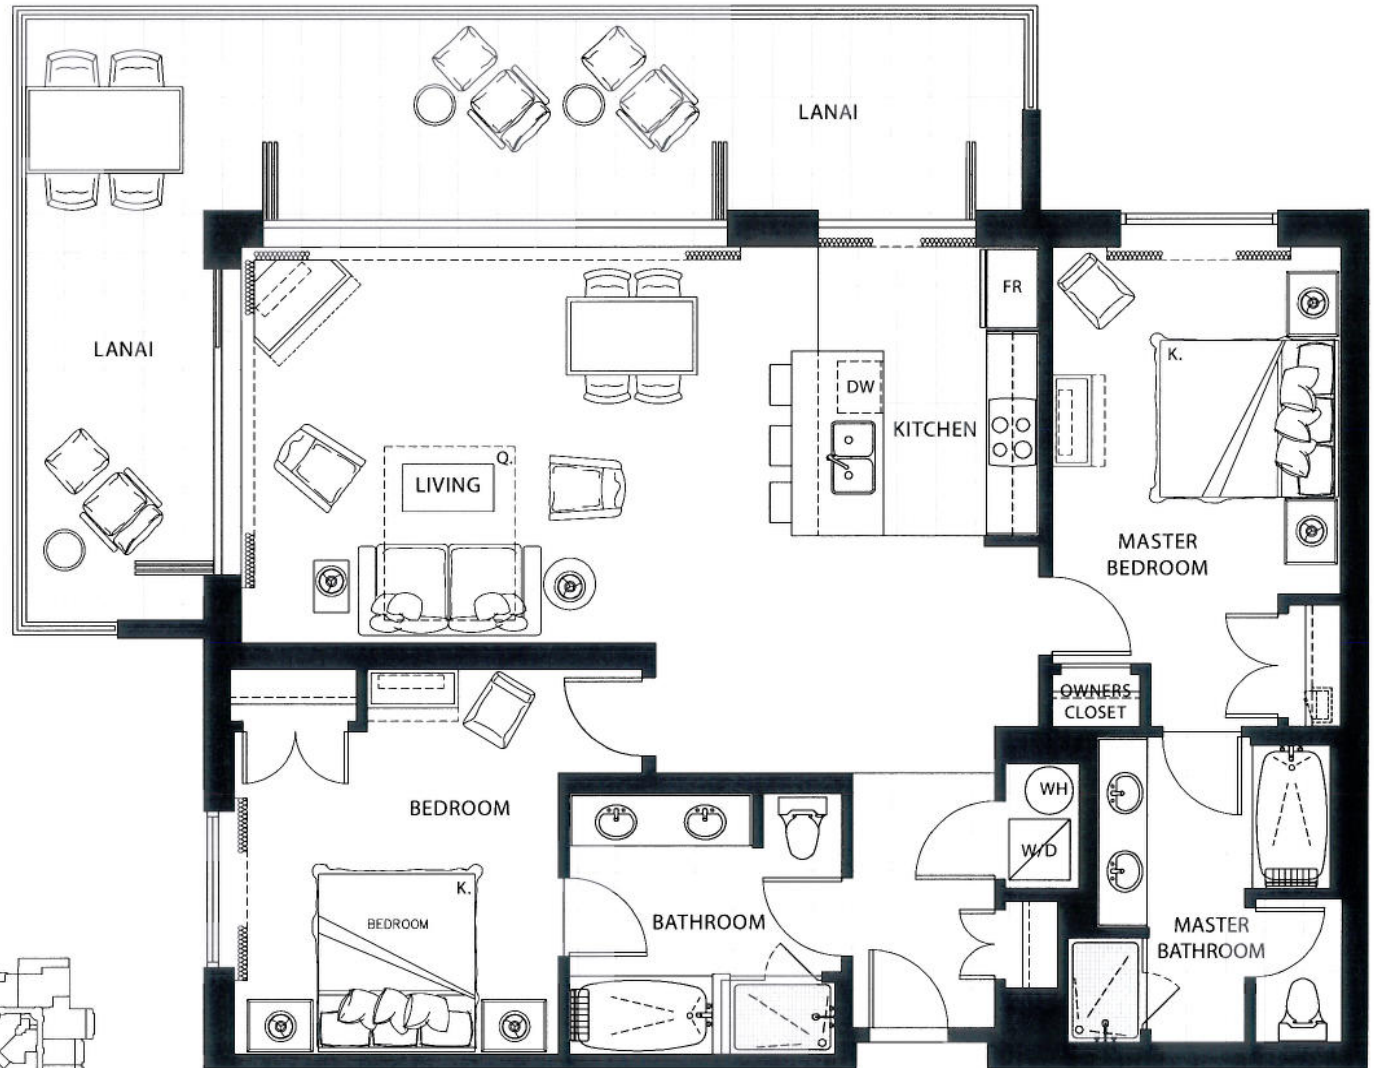 LANAI
FR
LANAI
K.
DW
KITCHEN
Q.
LIVING
MASTER
BEDROOM
OWNERS
CLOSET
WH
BEDROOM
W/D
K.
BEDROOM
BATHROOM
MASTER
BATHROOM